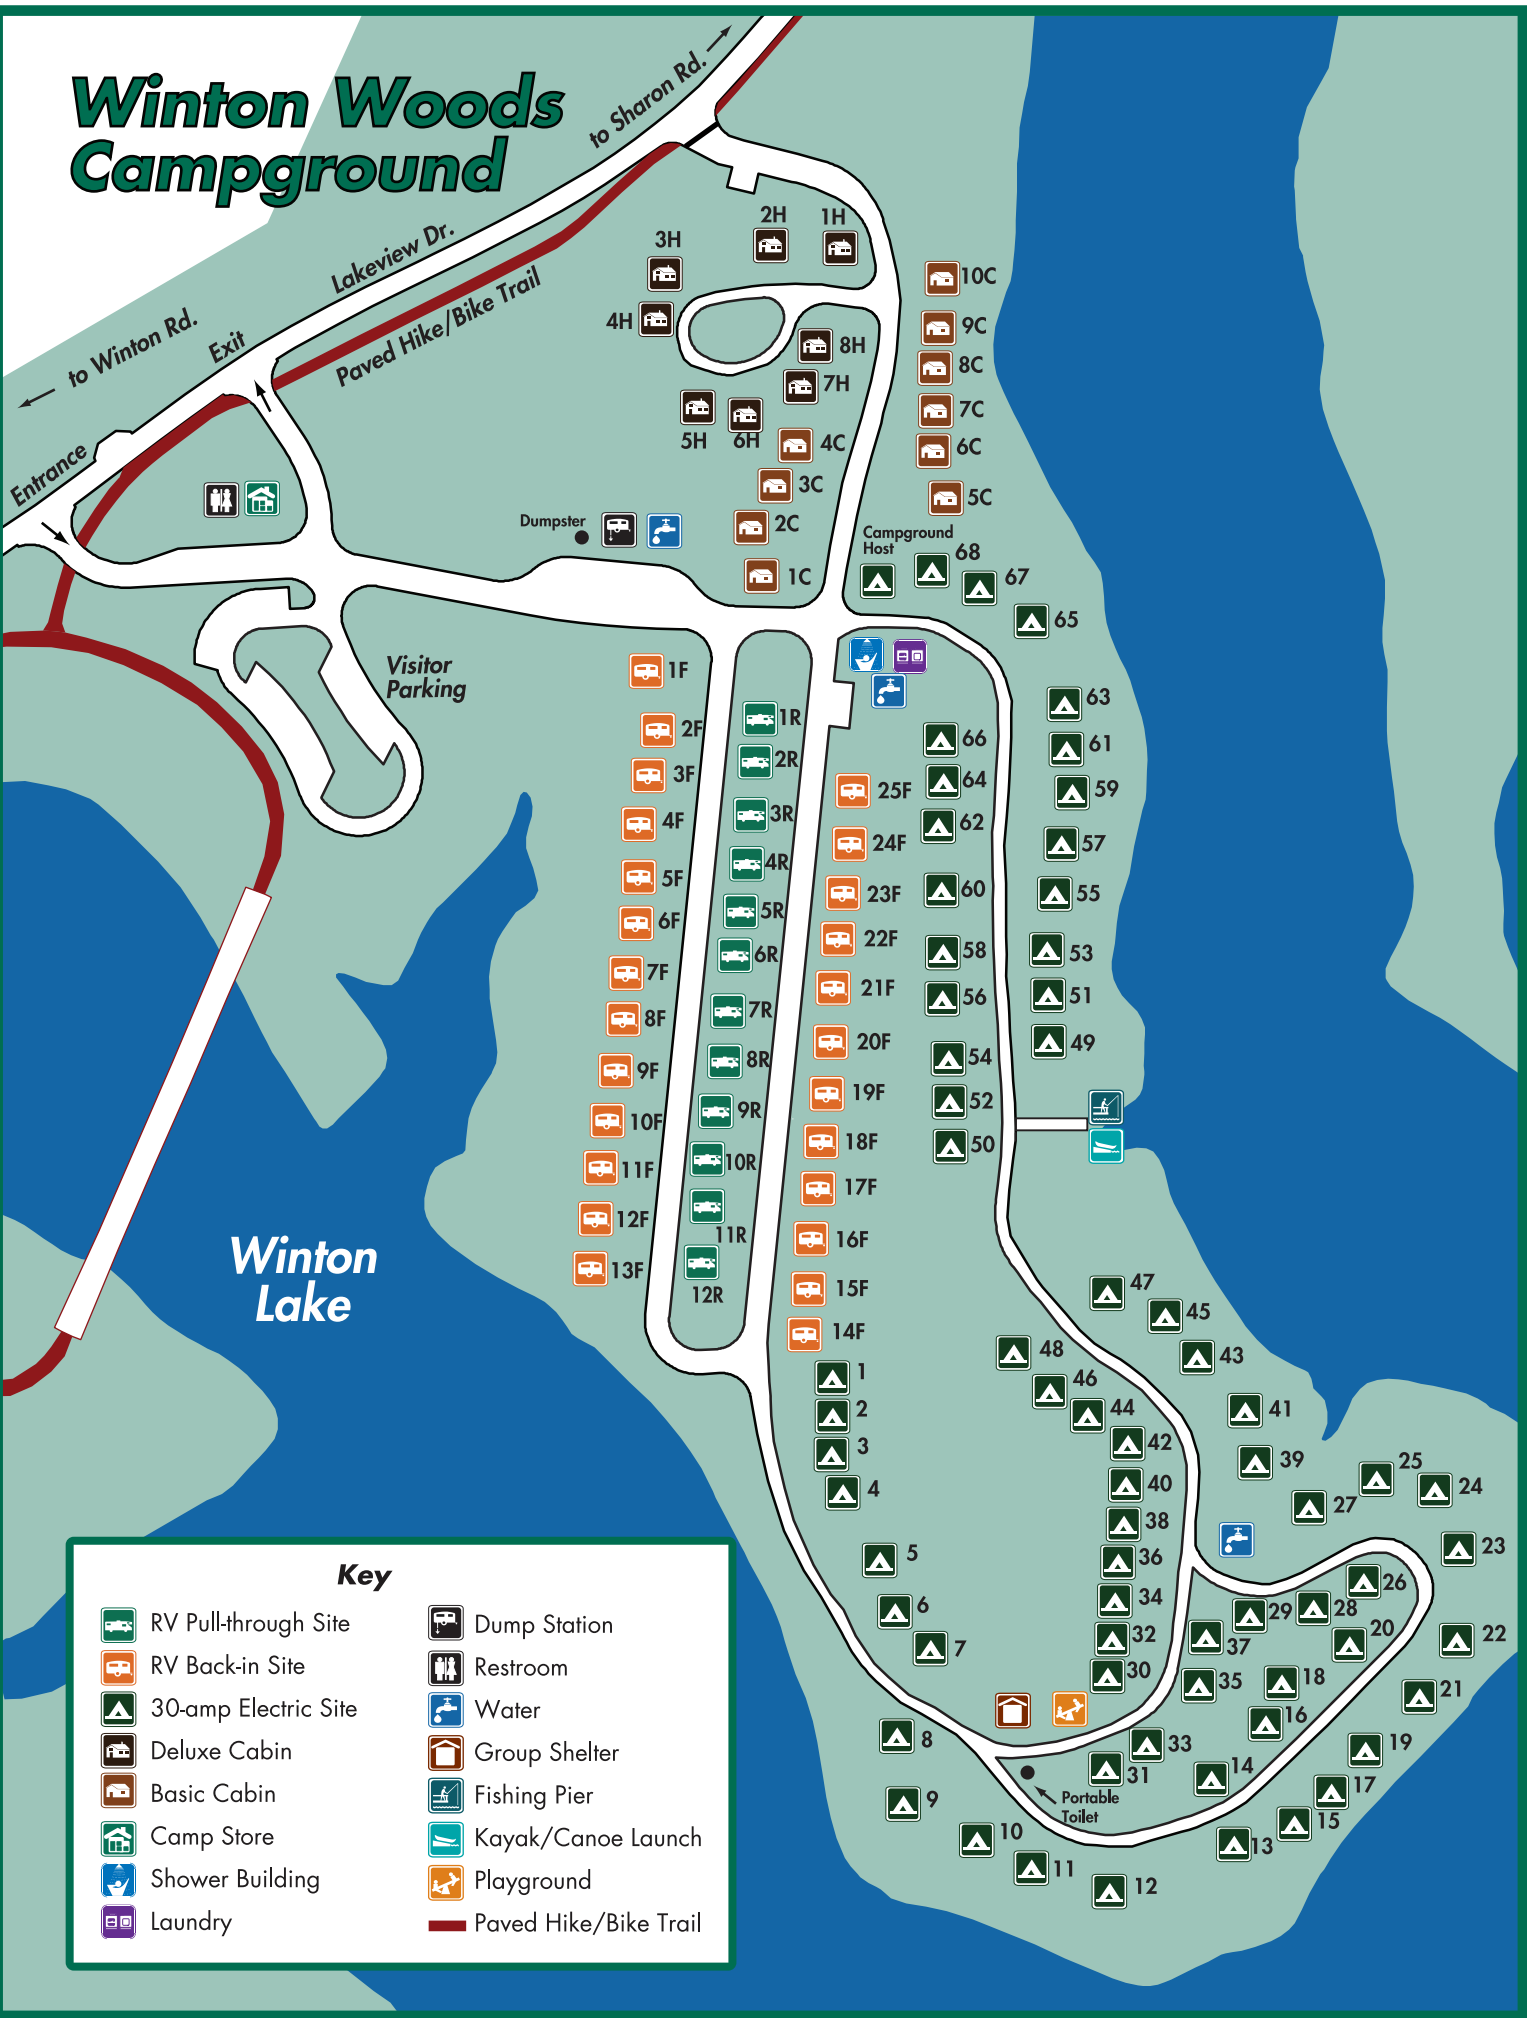 Winton Woods
Campground
to Sharon Rd.
Lakeview Dr.
Paved Hike/Bike Trail
to Winton Rd.
Exit
Entrance
2H
1H
3H
4H
8H
7H
5H
6H
10C
9C
8C
7C
6C
5C
4C
3C
2C
1C
Dumpster
Campground
Host
68
67
65
Visitor
Parking
1F
2F
3F
4F
5F
6F
7F
8F
9F
10F
11F
12F
13F
1R
2R
3R
4R
5R
6R
7R
8R
9R
10R
11R
12R
25F
24F
23F
22F
21F
20F
19F
18F
17F
16F
15F
14F
66
64
62
60
58
56
54
52
50
63
61
59
57
55
53
51
49
Winton
Lake
47
45
43
41
39
48
46
44
42
40
38
36
34
32
30
1
2
3
4
5
6
7
8
9
10
11
12
13
15
17
19
21
22
23
24
25
27
26
28
29
20
37
35
18
16
14
33
31
Portable
Toilet
Key
RV Pull-through Site
RV Back-in Site
30-amp Electric Site
Deluxe Cabin
Basic Cabin
Camp Store
Shower Building
Laundry
Dump Station
Restroom
Water
Group Shelter
Fishing Pier
Kayak/Canoe Launch
Playground
Paved Hike/Bike Trail